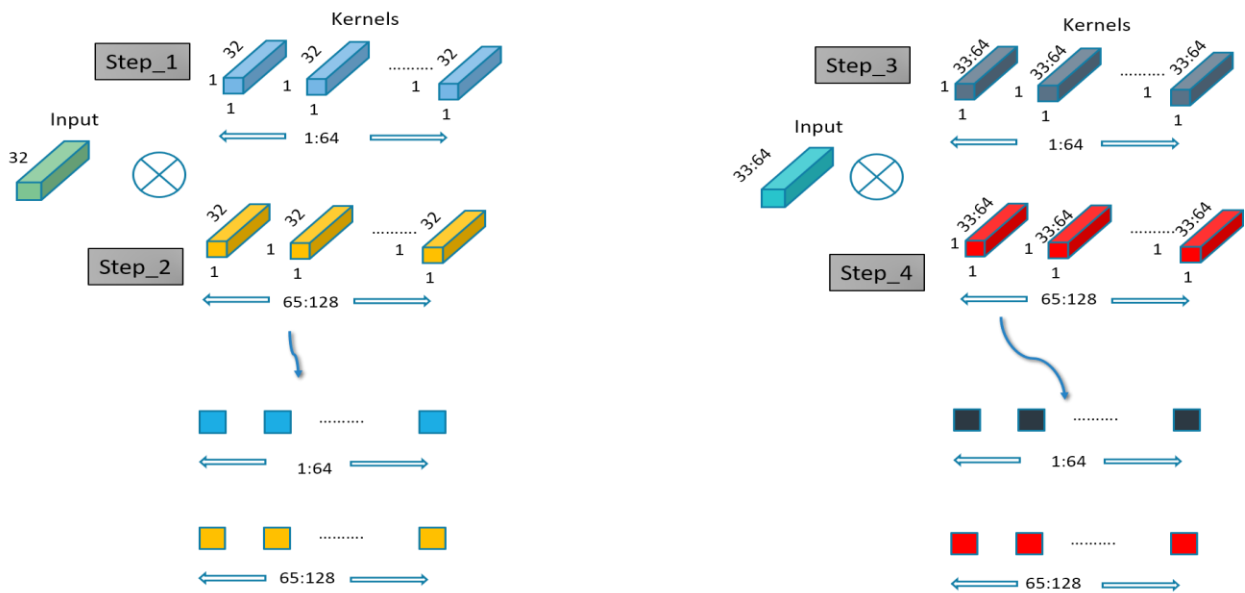 Kernels
Step_1
32 32 32
1 1 .......... 1
1 1 1
1:64
Input
32
Step_2
32 32 32
1 1 .......... 1
1 1 1
65:128
..........
1:64
..........
65:128
Kernels
Step_3
33:64 33:64 33:64
1 1 .......... 1
1 1 1
1:64
Input
33:64
Step_4
33:64 33:64 33:64
1 1 .......... 1
1 1 1
65:128
..........
1:64
..........
65:128